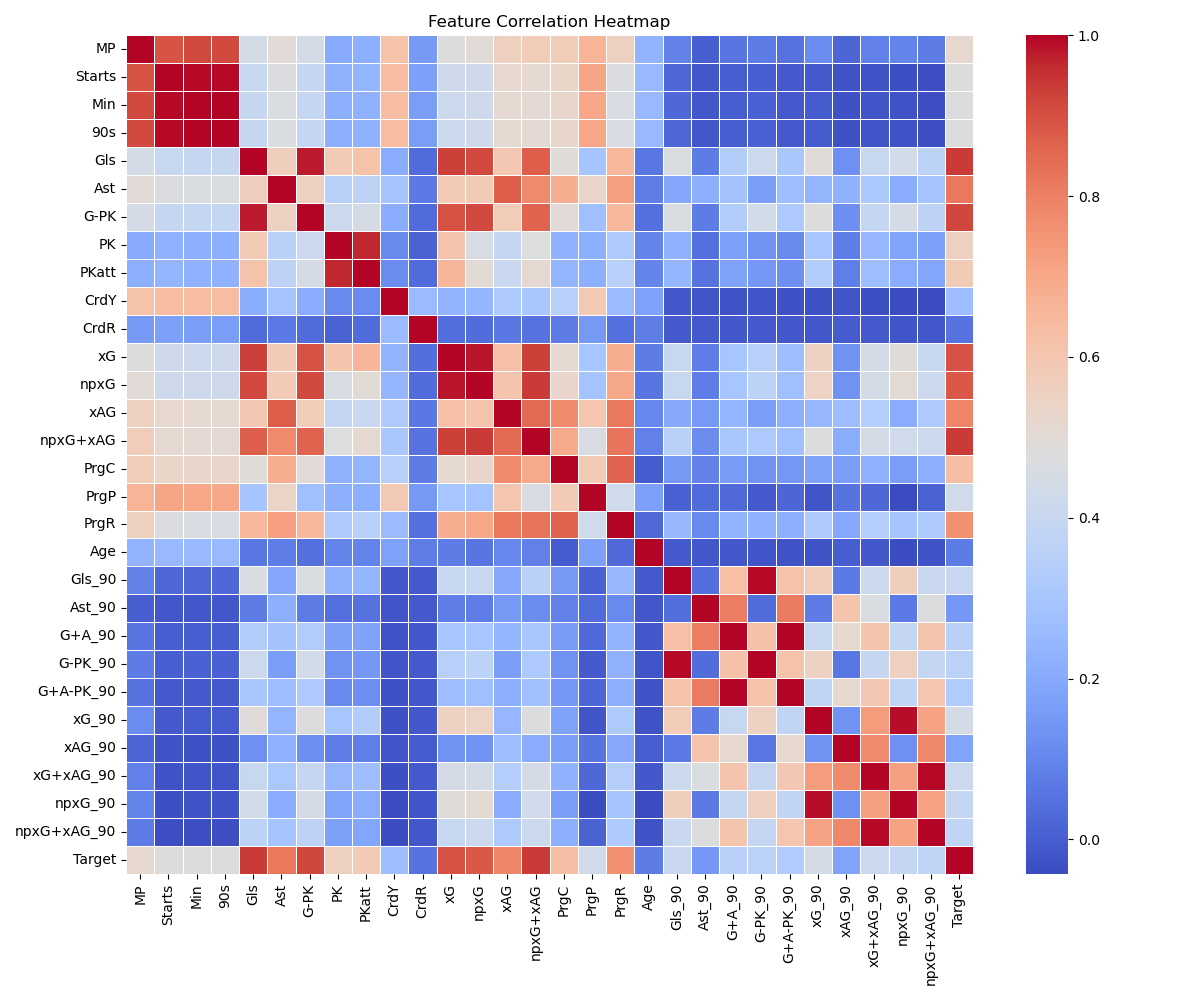 Feature Correlation Heatmap
MP
Starts
Min
90s
Gls
Ast
G-PK
PK
PKatt
CrdY
CrdR
xG
npxG
xAG
npxG+xAG
PrgC
PrgP
PrgR
Age
Gls_90
Ast_90
G+A_90
G-PK_90
G+A-PK_90
xG_90
xAG_90
xG+xAG_90
npxG_90
npxG+xAG_90
Target
MP
Starts
Min
90s
Gls
Ast
G-PK
PK
PKatt
CrdY
CrdR
xG
npxG
xAG
npxG+xAG
PrgC
PrgP
PrgR
Age
Gls_90
Ast_90
G+A_90
G-PK_90
G+A-PK_90
xG_90
xAG_90
xG+xAG_90
npxG_90
npxG+xAG_90
Target
1.0
0.8
0.6
0.4
0.2
0.0